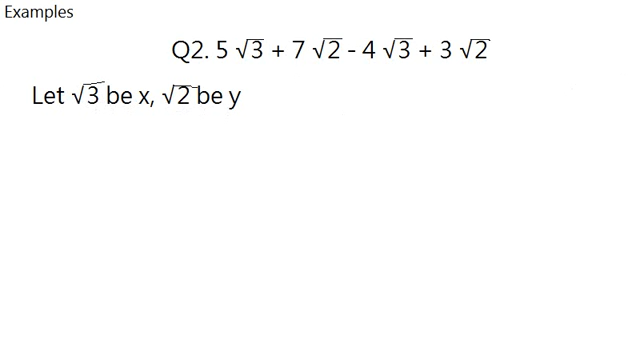 Examples
Q2. 5 √3 + 7 √2 - 4 √3 + 3 √2
Let √3 be x, √2 be y